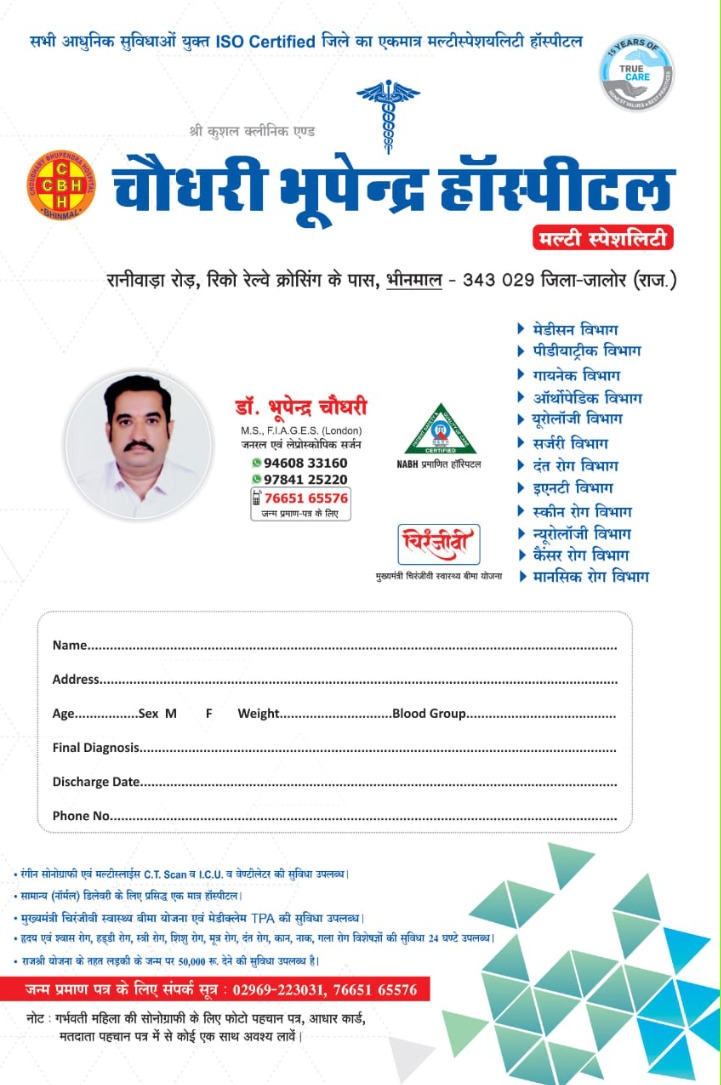 सभी आधुनिक सुविधाओं युक्त ISO Certified जिले का एकमात्र मल्टीस्पेशयलिटी हॉस्पीटल
15 YEARS OF
TRUE
CARE
श्री कुशल क्लीनिक एण्ड
CHOUDHARY BHUPENDRA HOSPITAL
C
CBH
H
BHINMAL
चौधरी भूपेन्द्र हॉस्पीटल
मल्टी स्पेशलिटी
रानीवाड़ा रोड़, रिको रेल्वे क्रोसिंग के पास, भीनमाल - 343 029 जिला-जालोर (राज.)
मेडीसन विभाग
पीडीयाट्रीक विभाग
गायनेक विभाग
ऑर्थोपेडिक विभाग
यूरोलॉजी विभाग
सर्जरी विभाग
दंत रोग विभाग
इएनटी विभाग
स्कीन रोग विभाग
न्यूरोलॉजी विभाग
कैंसर रोग विभाग
मानसिक रोग विभाग
डॉ. भूपेन्द्र चौधरी
M.S., F.I.A.G.E.S. (London)
जनरल एवं लेप्रोस्कोपिक सर्जन
94608 33160
97841 25220
76651 65576
जन्म प्रमाण-पत्र के लिए
CERTIFIED
NABH प्रमाणित हॉस्पिटल
चिरंजीवी
मुख्यमंत्री चिरंजीवी स्वास्थ्य बीमा योजना
Name
Address
Age Sex M F Weight Blood Group
Final Diagnosis
Discharge Date
Phone No
• रंगीन सोनोग्राफी एवं मल्टीस्लाईस C.T. Scan व I.C.U. व वेण्टीलेटर की सुविधा उपलब्ध।
• सामान्य (नॉर्मल) डिलेवरी के लिए प्रसिद्ध एक मात्र हॉस्पीटल।
• मुख्यमंत्री चिरंजीवी स्वास्थ्य बीमा योजना एवं मेडीक्लेम TPA की सुविधा उपलब्ध।
• हृदय एवं श्वास रोग, हड्डी रोग, स्त्री रोग, शिशु रोग, मूत्र रोग, दंत रोग, कान, नाक, गला रोग विशेषज्ञों की सुविधा 24 घण्टे उपलब्ध।
• राजश्री योजना के तहत लड़की के जन्म पर 50,000 रू. देने की सुविधा उपलब्ध है।
जन्म प्रमाण पत्र के लिए संपर्क सूत्र : 02969-223031, 76651 65576
नोट : गर्भवती महिला की सोनोग्राफी के लिए फोटो पहचान पत्र, आधार कार्ड,
मतदाता पहचान पत्र में से कोई एक साथ अवश्य लावें।